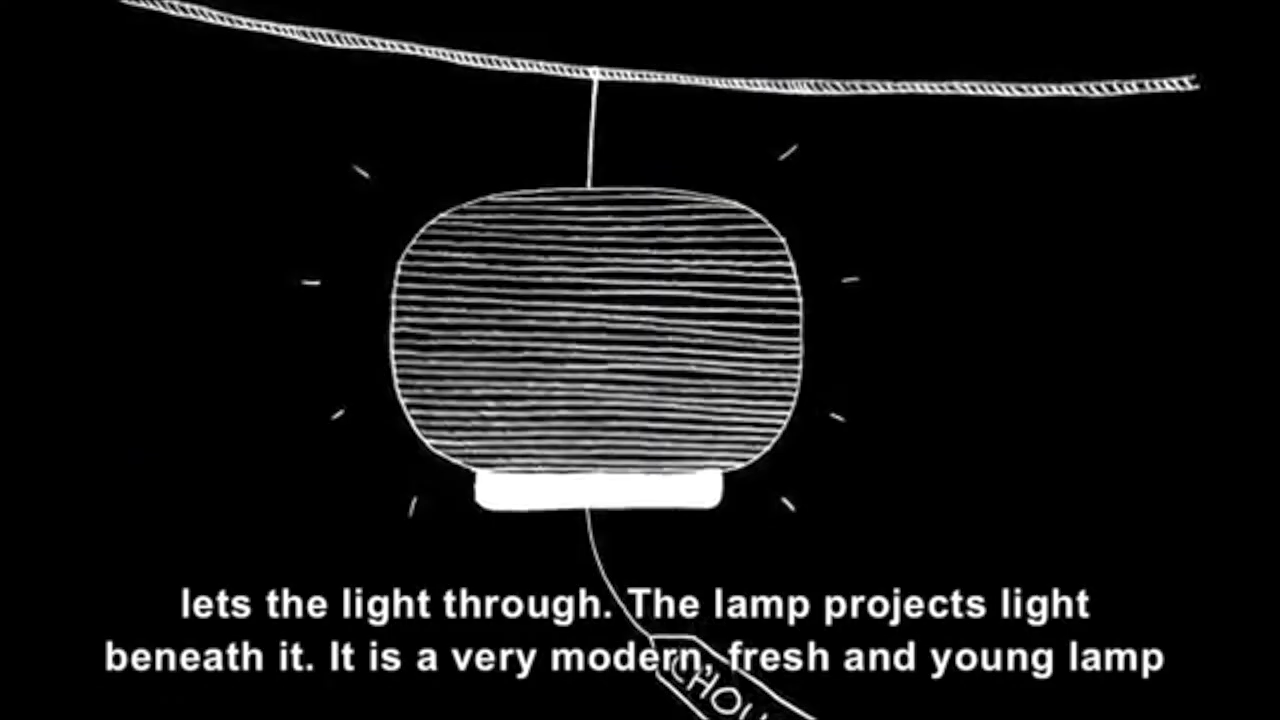 lets the light through. The lamp projects light
beneath it. It is a very modern, fresh and young lamp